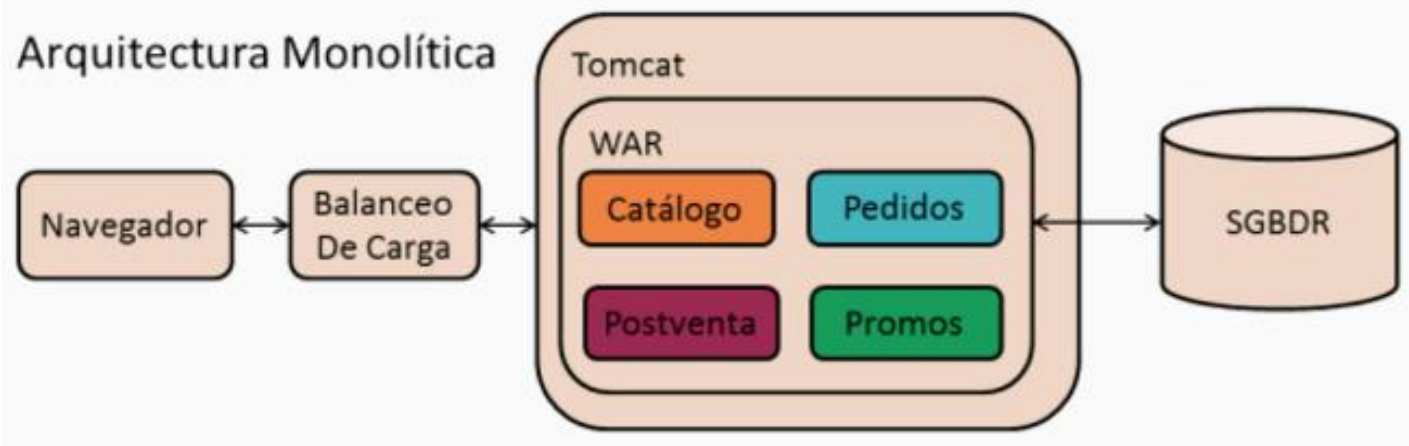 Arquitectura Monolítica
Tomcat
WAR
Navegador
Balanceo
De Carga
Catálogo
Pedidos
Postventa
Promos
SGBDR